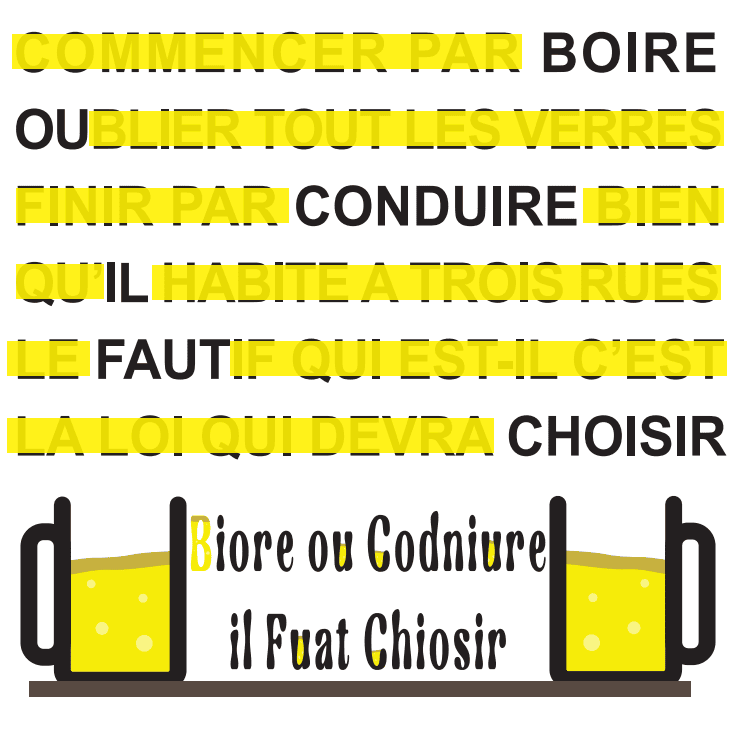 COMMENCER PAR BOIRE
OUBLIER TOUT LES VERRES
FINIR PAR CONDUIRE BIEN
QU'IL HABITE A TROIS RUES
LE FAUTIF QUI EST-IL C'EST
LA LOI QUI DEVRA CHOISIR
Biore ou Codniure
il Fuat Chiosir